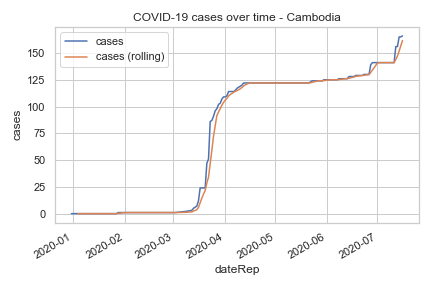 COVID-19 cases over time - Cambodia
cases
cases (rolling)
150
125
100
75
50
25
0
cases
2020-01
2020-02
2020-03
2020-04
2020-05
2020-06
2020-07
dateRep